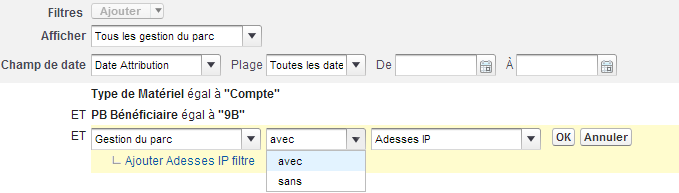 Filtres Ajouter
Afficher Tous les gestion du parc
Champ de date Date Attribution Plage Toutes les date De À
Type de Matériel égal à "Compte"
ET PB Bénéficiaire égal à "9B"
ET Gestion du parc avec Adesses IP OK Annuler
Ajouter Adesses IP filtre
avec
sans